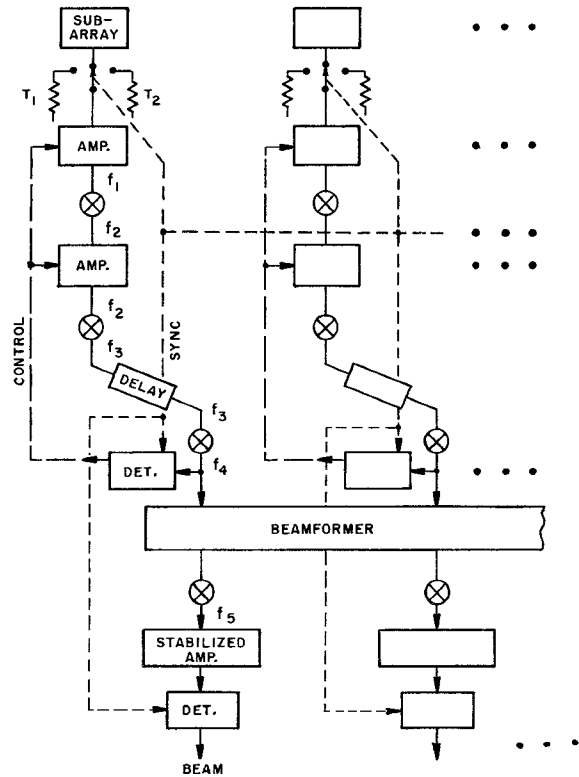 SUB-
ARRAY
T1
T2
AMP.
f1
f2
AMP.
f2
f3
CONTROL
SYNC
DELAY
f3
DET.
f4
BEAMFORMER
f5
STABILIZED
AMP.
DET.
BEAM